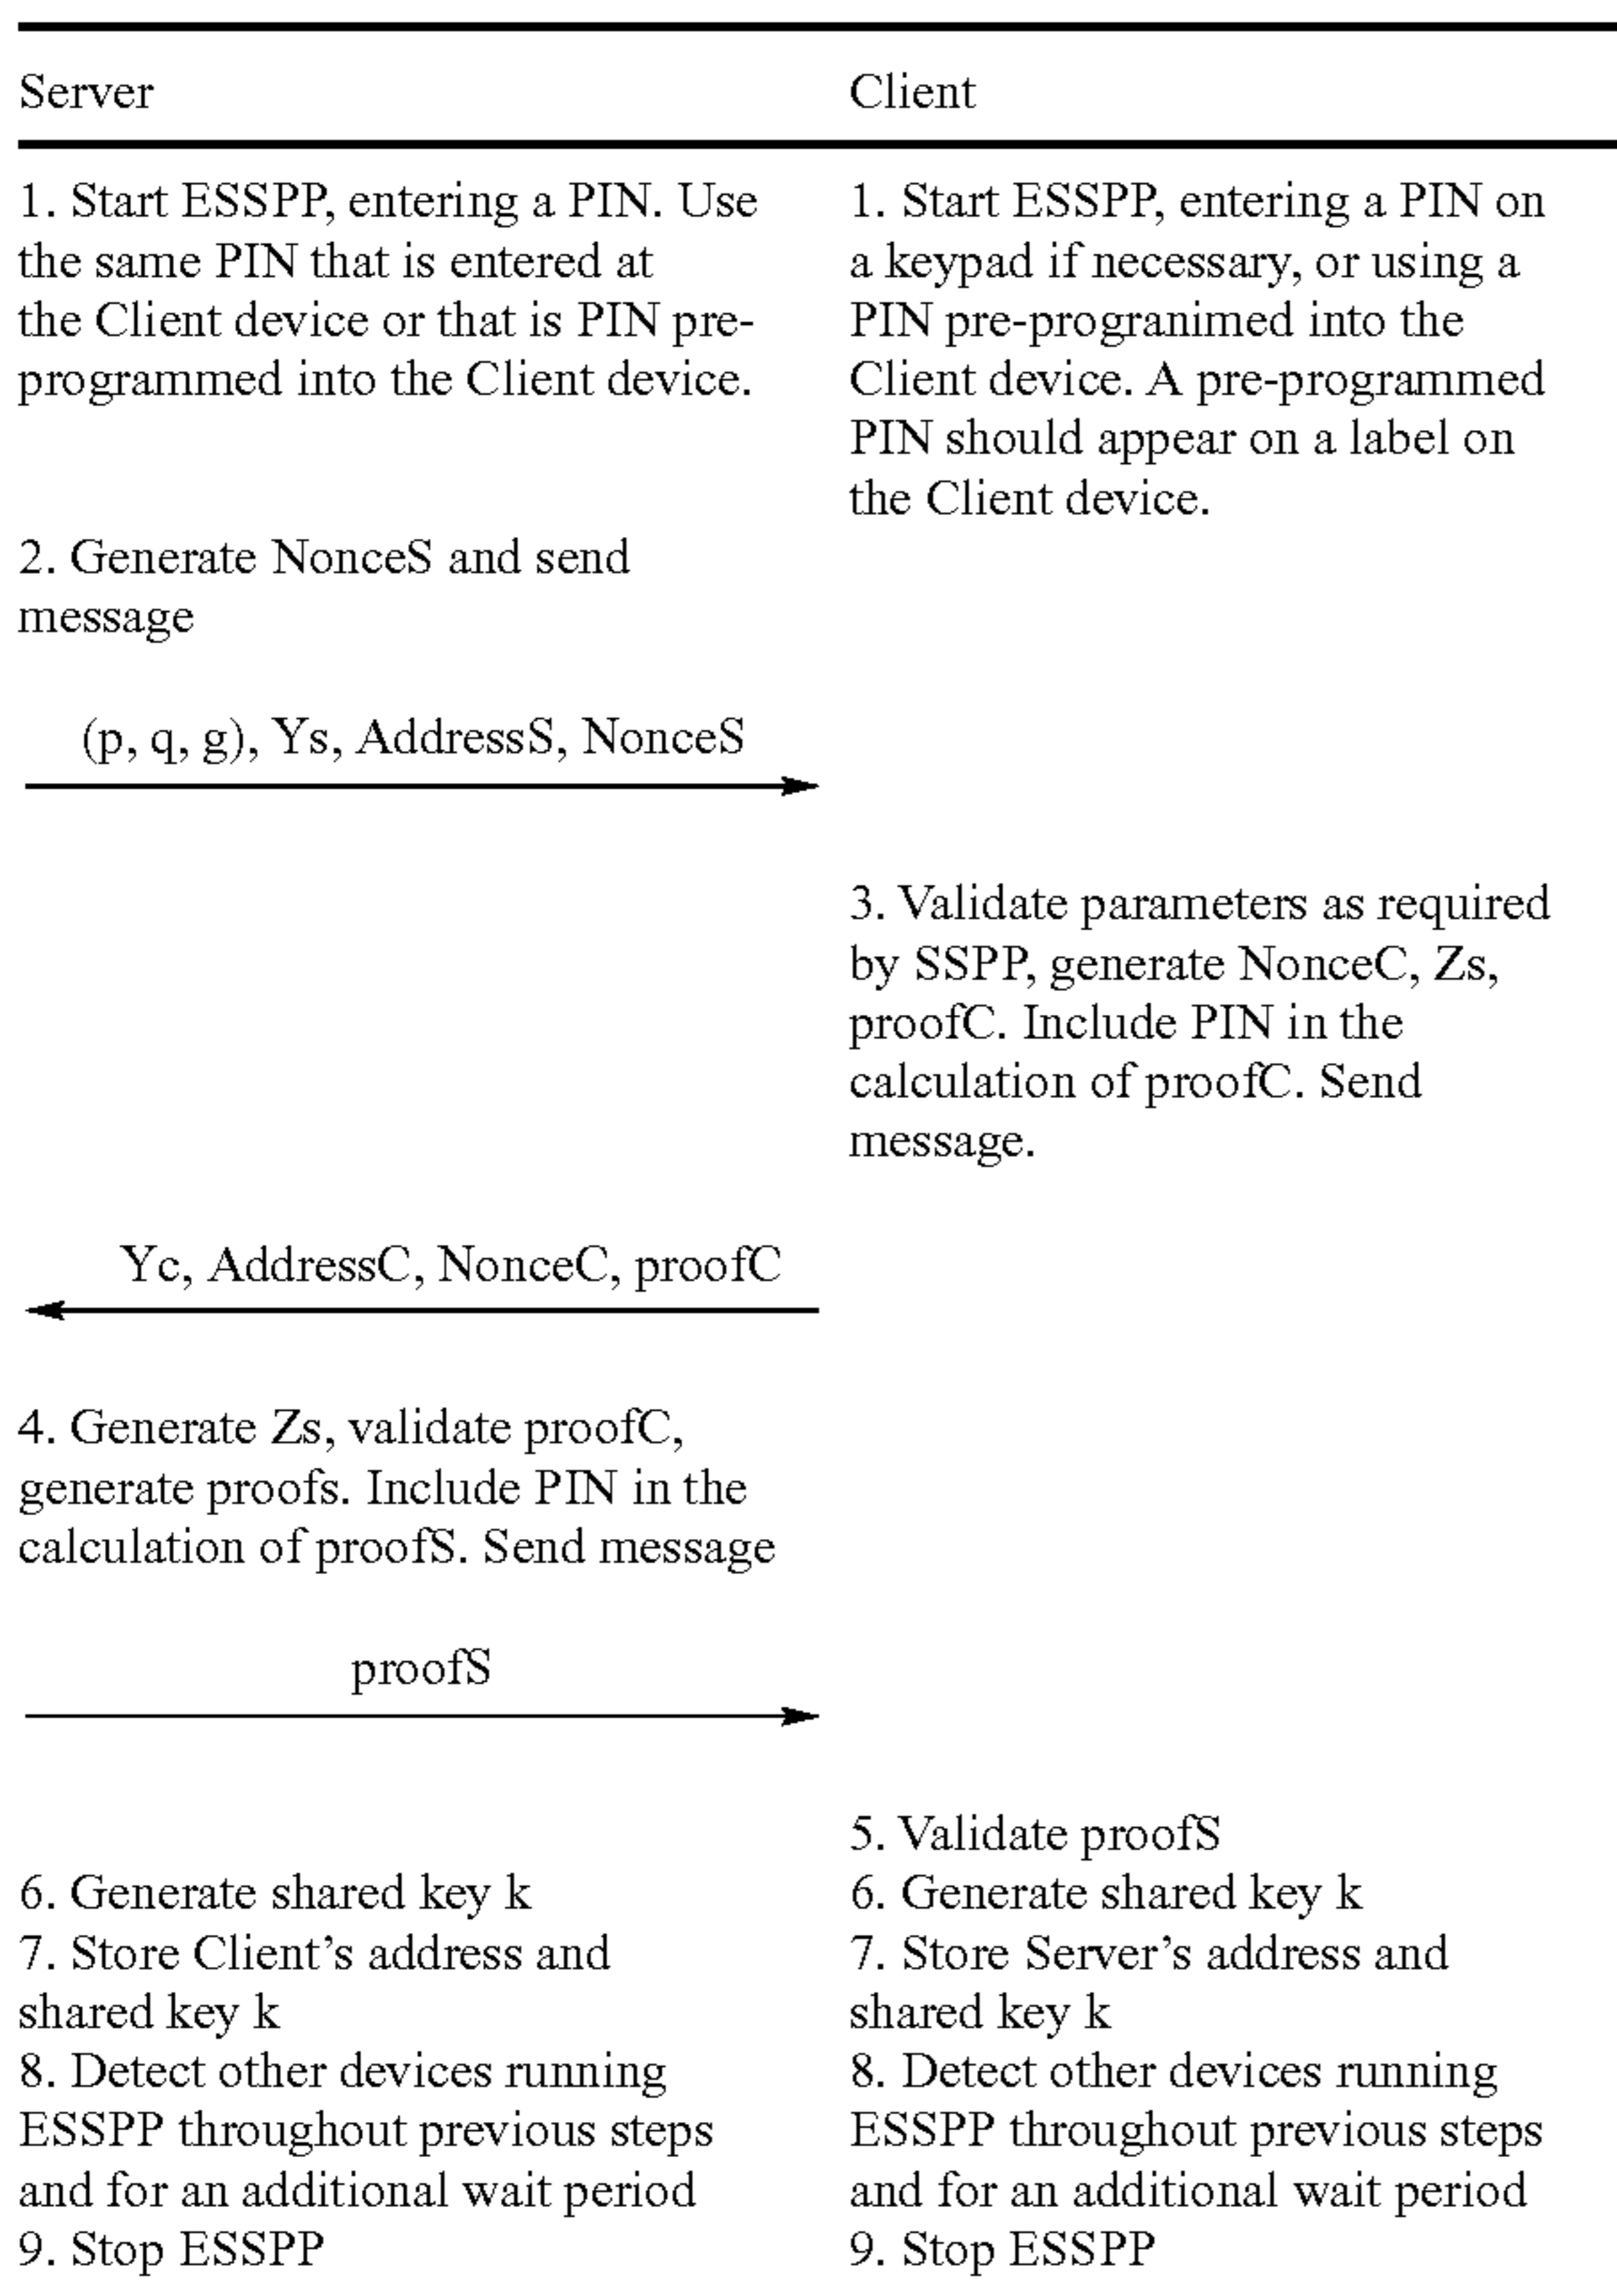 Server
Client
1. Start ESSPP, entering a PIN. Use
the same PIN that is entered at
the Client device or that is PIN pre-
programmed into the Client device.
1. Start ESSPP, entering a PIN on
a keypad if necessary, or using a
PIN pre-progranimed into the
Client device. A pre-programmed
PIN should appear on a label on
the Client device.
2. Generate NonceS and send
message
(p, q, g), Ys, AddressS, NonceS
3. Validate parameters as required
by SSPP, generate NonceC, Zs,
proofC. Include PIN in the
calculation of proofC. Send
message.
Yc, AddressC, NonceC, proofC
4. Generate Zs, validate proofC,
generate proofs. Include PIN in the
calculation of proofS. Send message
proofS
5. Validate proofS
6. Generate shared key k
7. Store Client's address and
shared key k
8. Detect other devices running
ESSPP throughout previous steps
and for an additional wait period
9. Stop ESSPP
6. Generate shared key k
7. Store Server's address and
shared key k
8. Detect other devices running
ESSPP throughout previous steps
and for an additional wait period
9. Stop ESSPP